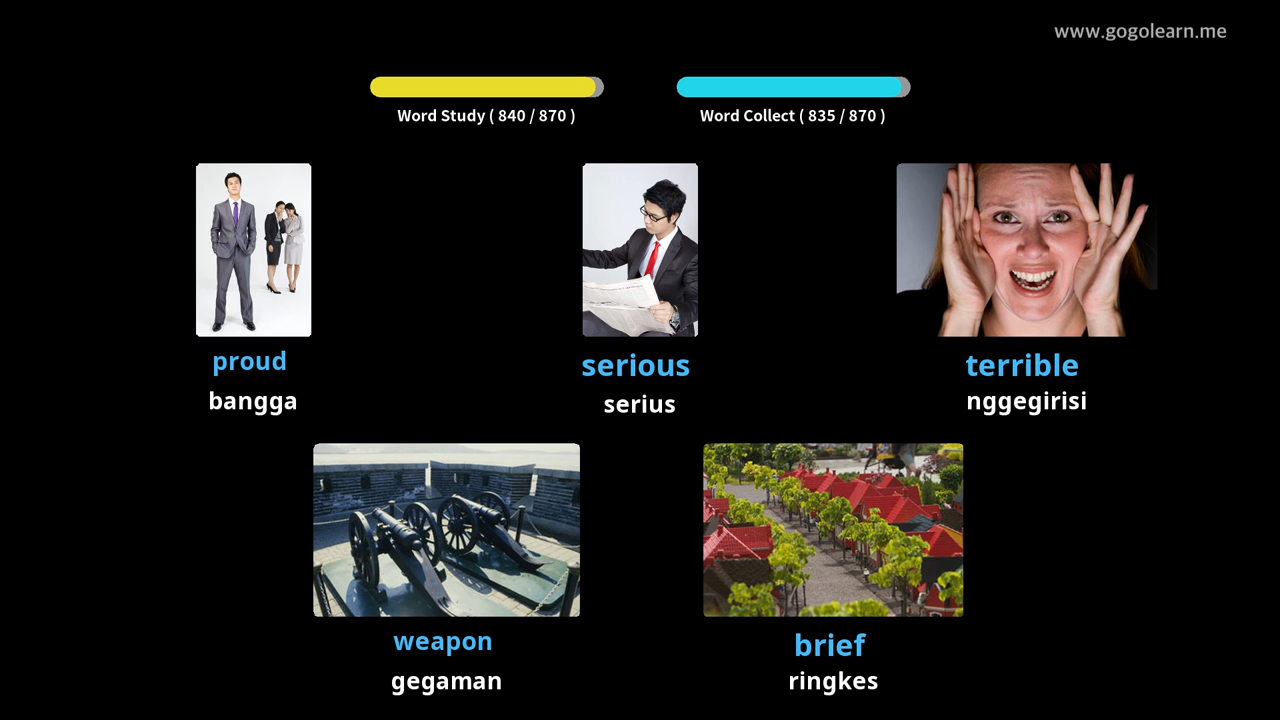 www.gogolearn.me
Word Study ( 840 / 870 )
Word Collect ( 835 / 870 )
proud
bangga
serious
serius
terrible
nggegirisi
weapon
gegaman
brief
ringkes